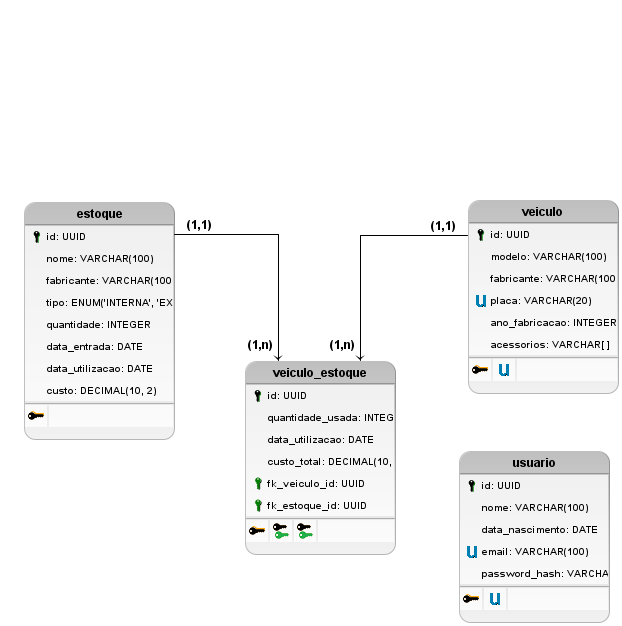 estoque
id: UUID
nome: VARCHAR(100)
fabricante: VARCHAR(100
tipo: ENUM('INTERNA', 'EX
quantidade: INTEGER
data_entrada: DATE
data_utilizacao: DATE
custo: DECIMAL(10, 2)
(1,1)
(1,n)
(1,1)
(1,n)
veiculo
id: UUID
modelo: VARCHAR(100)
fabricante: VARCHAR(100
u placa: VARCHAR(20)
ano_fabricacao: INTEGER
acessorios: VARCHAR[]
u
veiculo_estoque
id: UUID
quantidade_usada: INTEG
data_utilizacao: DATE
custo_total: DECIMAL(10,
fk_veiculo_id: UUID
fk_estoque_id: UUID
usuario
id: UUID
nome: VARCHAR(100)
data_nascimento: DATE
u email: VARCHAR(100)
password_hash: VARCHA
u